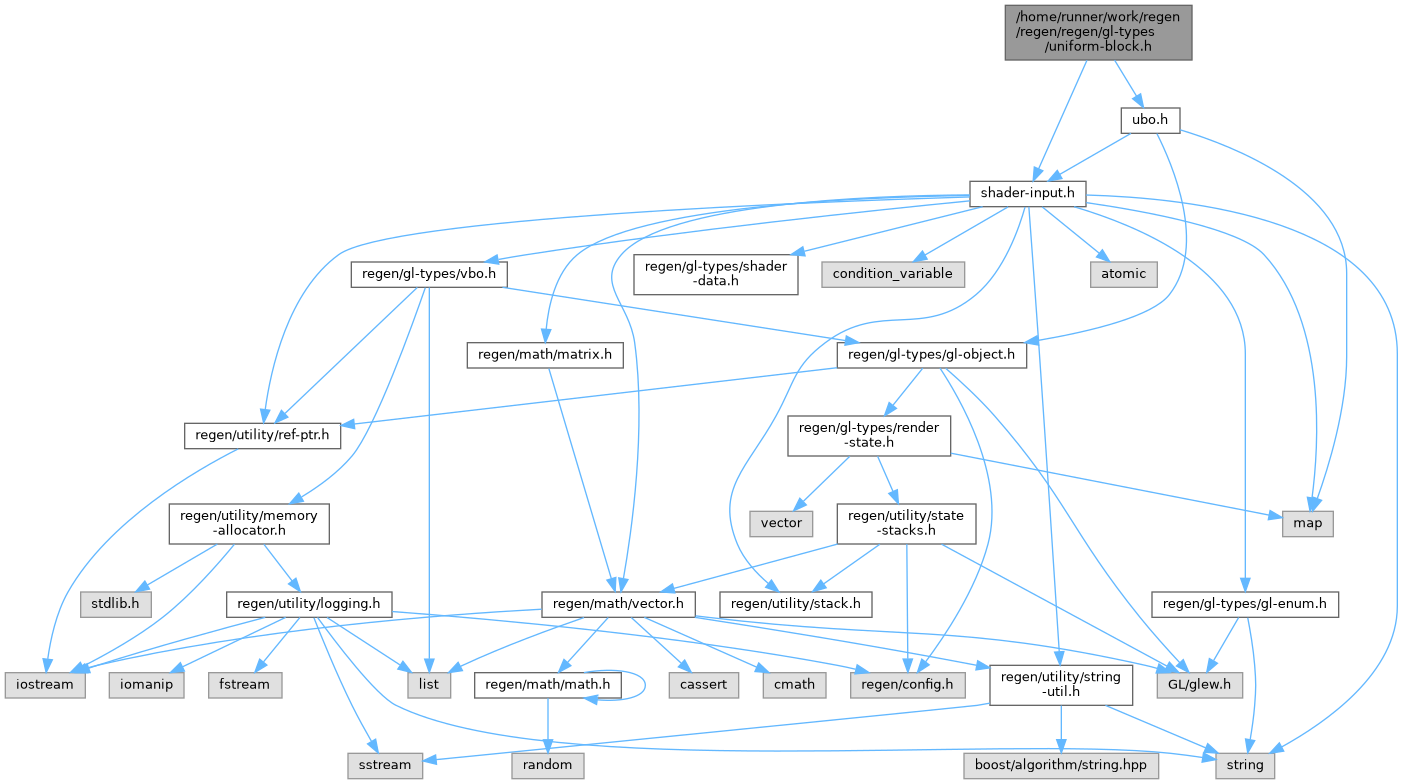 /home/runner/work/regen
/regen/regen/gl-types
/uniform-block.h
ubo.h
shader-input.h
regen/gl-types/vbo.h
regen/gl-types/shader
-data.h
condition_variable
atomic
regen/math/matrix.h
regen/gl-types/gl-object.h
regen/utility/ref-ptr.h
regen/gl-types/render
-state.h
regen/utility/memory
-allocator.h
vector
regen/utility/state
-stacks.h
map
stdlib.h
regen/utility/logging.h
regen/math/vector.h
regen/utility/stack.h
regen/gl-types/gl-enum.h
iostream
iomanip
fstream
list
regen/math/math.h
cassert
cmath
regen/config.h
regen/utility/string
-util.h
GL/glew.h
sstream
random
boost/algorithm/string.hpp
string